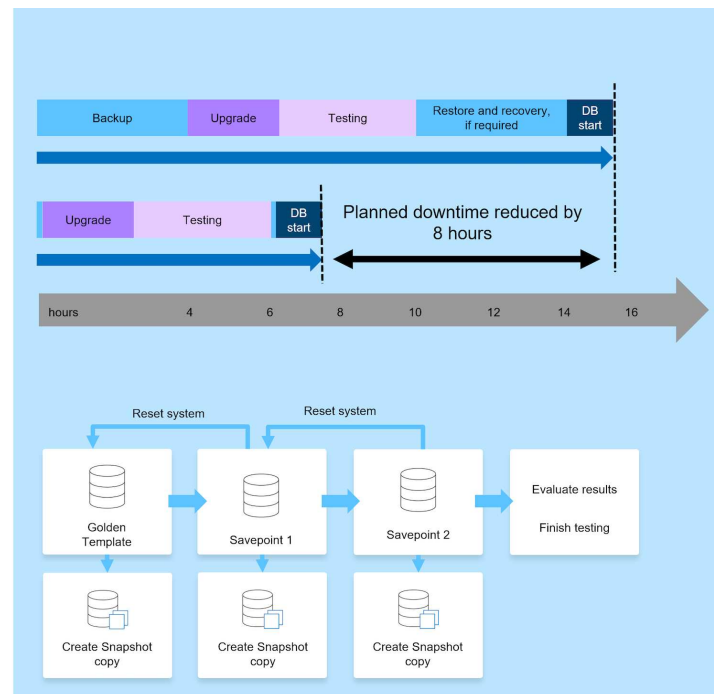 Backup
Upgrade
Testing
Restore and recovery,
if required
DB
start
Upgrade
Testing
DB
start
Planned downtime reduced by
8 hours
hours 4 6 8 10 12 14 16
Reset system
Reset system
Golden
Template
Savepoint 1
Savepoint 2
Evaluate results
Finish testing
Create Snapshot
copy
Create Snapshot
copy
Create Snapshot
copy